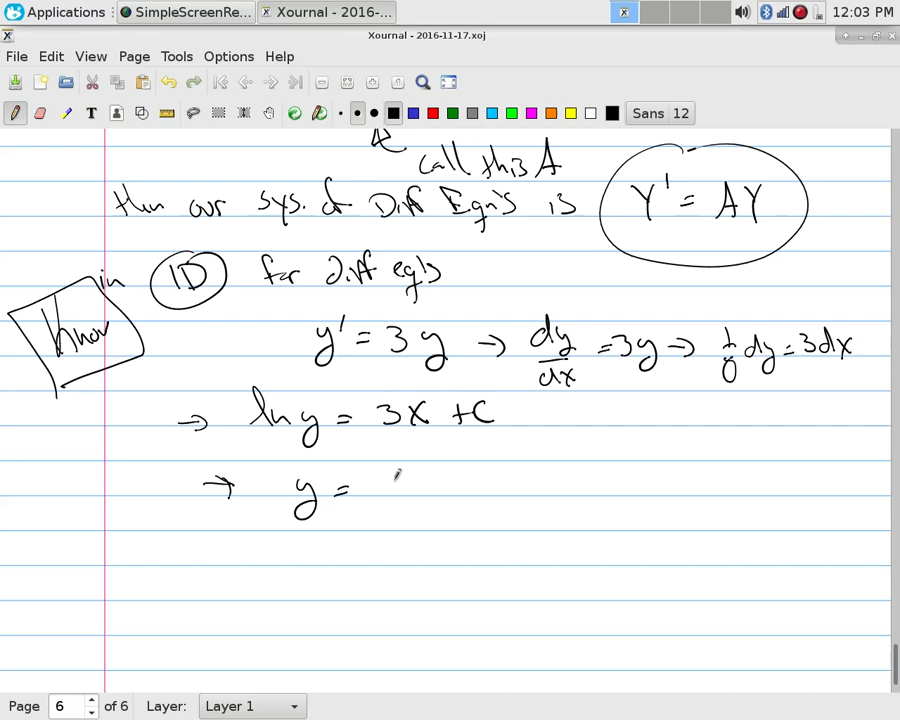 Applications SimpleScreenRe... Xournal - 2016-... 12:03 PM
Xournal - 2016-11-17.xoj
File Edit View Page Tools Options Help
T Sans 12
call this A
then our sys. of Diff Eqn's is Y' = AY
in 1D for diff eq's
know
y' = 3y → dy/dx = 3y → 1/y dy = 3dx
→ ln y = 3x + c
→ y =
Page 6 of 6 Layer: Layer 1